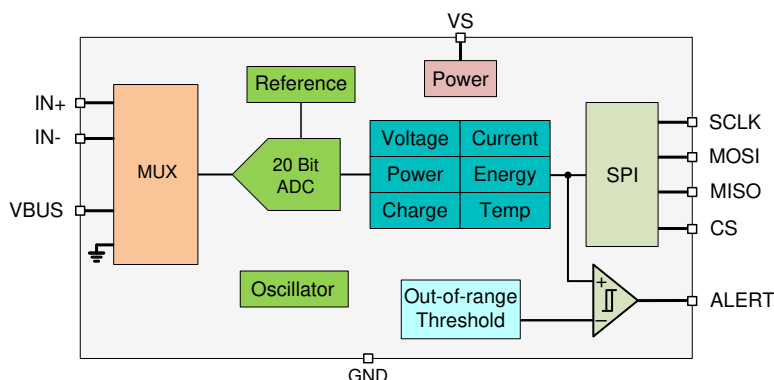 VS
Power
Reference
IN+
IN-
VBUS
MUX
20 Bit
ADC
Voltage
Current
Power
Energy
Charge
Temp
SPI
SCLK
MOSI
MISO
CS
Oscillator
Out-of-range
Threshold
+
−
ALERT
GND